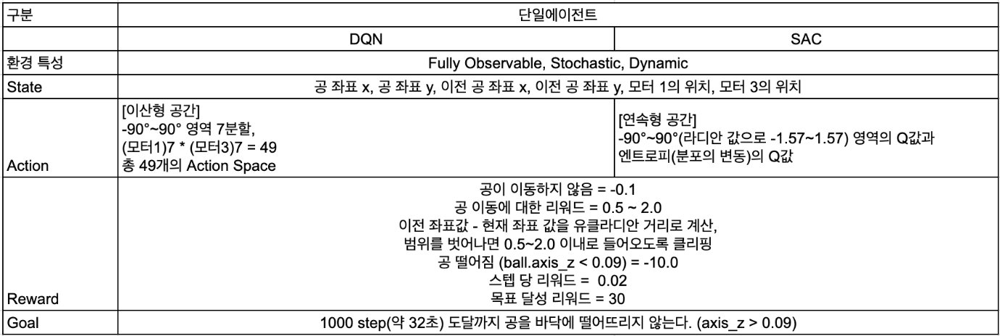 구분
단일에이전트
DQN
SAC
환경 특성
Fully Observable, Stochastic, Dynamic
State
공 좌표 x, 공 좌표 y, 이전 공 좌표 x, 이전 공 좌표 y, 모터 1의 위치, 모터 3의 위치
Action
[이산형 공간]
-90°~90° 영역 7분할,
(모터1)7 * (모터3)7 = 49
총 49개의 Action Space
[연속형 공간]
-90°~90°(라디안 값으로 -1.57~1.57) 영역의 Q값과
엔트로피(분포의 변동)의 Q값
Reward
공이 이동하지 않음 = -0.1
공 이동에 대한 리워드 = 0.5 ~ 2.0
이전 좌표값 - 현재 좌표 값을 유클라디안 거리로 계산,
범위를 벗어나면 0.5~2.0 이내로 들어오도록 클리핑
공 떨어짐 (ball.axis_z < 0.09) = -10.0
스텝 당 리워드 =  0.02
목표 달성 리워드 = 30
Goal
1000 step(약 32초) 도달까지 공을 바닥에 떨어뜨리지 않는다. (axis_z > 0.09)